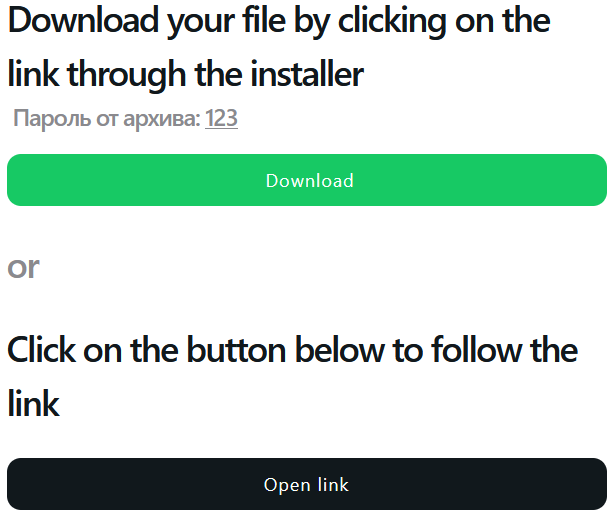 Download your file by clicking on the
link through the installer
Пароль от архива: 123
Download
or
Click on the button below to follow the
link
Open link